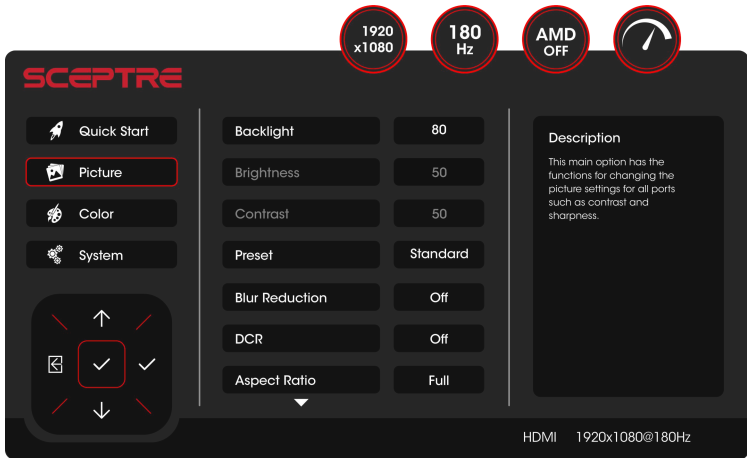 1920
x1080
180
Hz
AMD
OFF
SCEPTRE
Quick Start
Picture
Color
System
Backlight 80
Brightness 50
Contrast 50
Preset Standard
Blur Reduction Off
DCR Off
Aspect Ratio Full
Description
This main option has the
functions for changing the
picture settings for all ports
such as contrast and
sharpness.
HDMI 1920x1080@180Hz